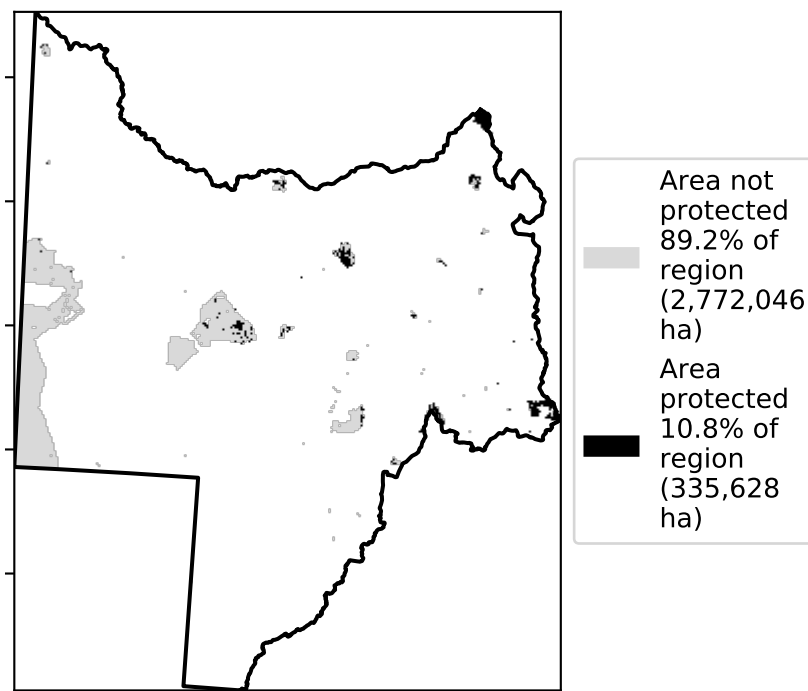 Area not
protected
89.2% of
region
(2,772,046
ha)
Area
protected
10.8% of
region
(335,628
ha)